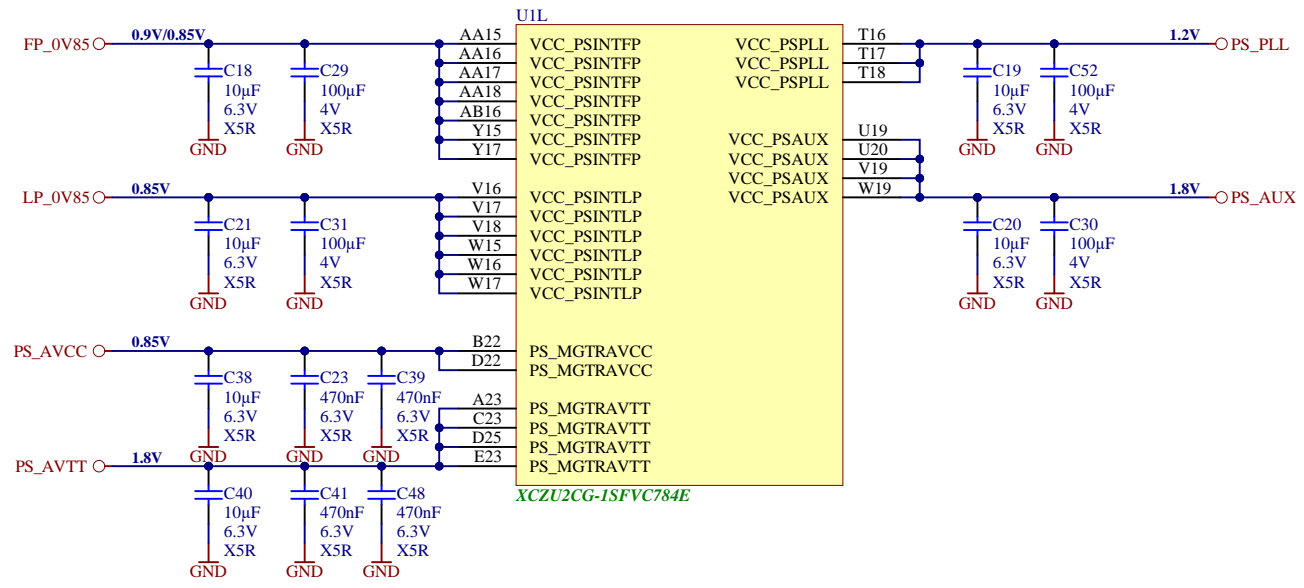 U1L
FP_0V85
0.9V/0.85V
AA15
AA16
AA17
AA18
AB16
Y15
Y17
VCC_PSINTFP
VCC_PSINTFP
VCC_PSINTFP
VCC_PSINTFP
VCC_PSINTFP
VCC_PSINTFP
VCC_PSINTFP
C18
10µF
6.3V
X5R
GND
C29
100µF
4V
X5R
GND
LP_0V85
0.85V
V16
V17
V18
W15
W16
W17
VCC_PSINTLP
VCC_PSINTLP
VCC_PSINTLP
VCC_PSINTLP
VCC_PSINTLP
VCC_PSINTLP
C21
10µF
6.3V
X5R
GND
C31
100µF
4V
X5R
GND
PS_AVCC
0.85V
B22
D22
PS_MGTRAVCC
PS_MGTRAVCC
C38
10µF
6.3V
X5R
GND
C23
470nF
6.3V
X5R
GND
C39
470nF
6.3V
X5R
GND
PS_AVTT
1.8V
A23
C23
D25
E23
PS_MGTRAVTT
PS_MGTRAVTT
PS_MGTRAVTT
PS_MGTRAVTT
C40
10µF
6.3V
X5R
GND
C41
470nF
6.3V
X5R
GND
C48
470nF
6.3V
X5R
GND
VCC_PSPLL
VCC_PSPLL
VCC_PSPLL
T16
T17
T18
1.2V
PS_PLL
C19
10µF
6.3V
X5R
GND
C52
100µF
4V
X5R
GND
VCC_PSAUX
VCC_PSAUX
VCC_PSAUX
VCC_PSAUX
U19
U20
V19
W19
1.8V
PS_AUX
C20
10µF
6.3V
X5R
GND
C30
100µF
4V
X5R
GND
XCZU2CG-1SFVC784E